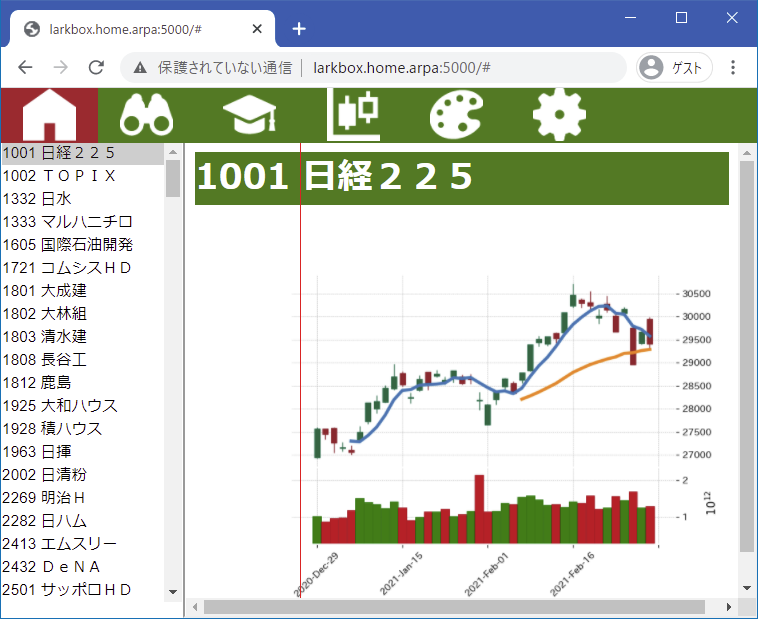 larkbox.home.arpa:5000/#
保護されていない通信
larkbox.home.arpa:5000/#
ゲスト
1001 日経２２５
1002 ＴＯＰＩＸ
1332 日水
1333 マルハニチロ
1605 国際石油開発
1721 コムシスＨＤ
1801 大成建
1802 大林組
1803 清水建
1808 長谷工
1812 鹿島
1925 大和ハウス
1928 積ハウス
1963 日揮
2002 日清粉
2269 明治Ｈ
2282 日ハム
2413 エムスリー
2432 ＤｅＮＡ
2501 サッポロＨＤ
1001 日経２２５
30500
30000
29500
29000
28500
28000
27500
27000
2
1
10¹²
2020-Dec-29
2021-Jan-15
2021-Feb-01
2021-Feb-16